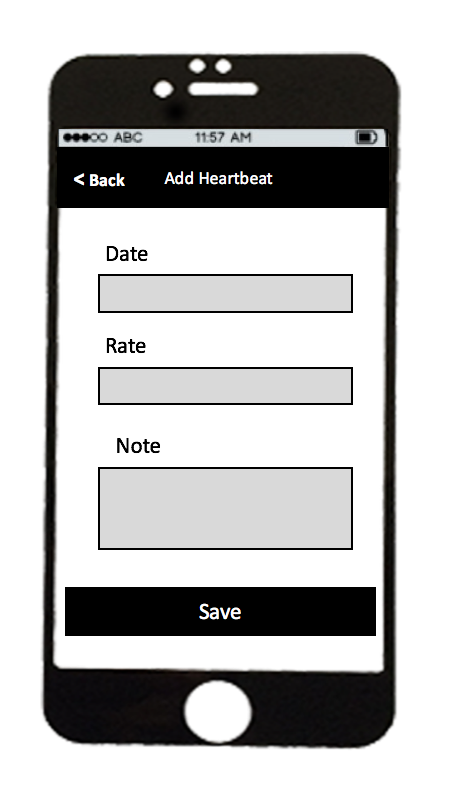 ABC 11:57 AM
< Back Add Heartbeat
Date
Rate
Note
Save